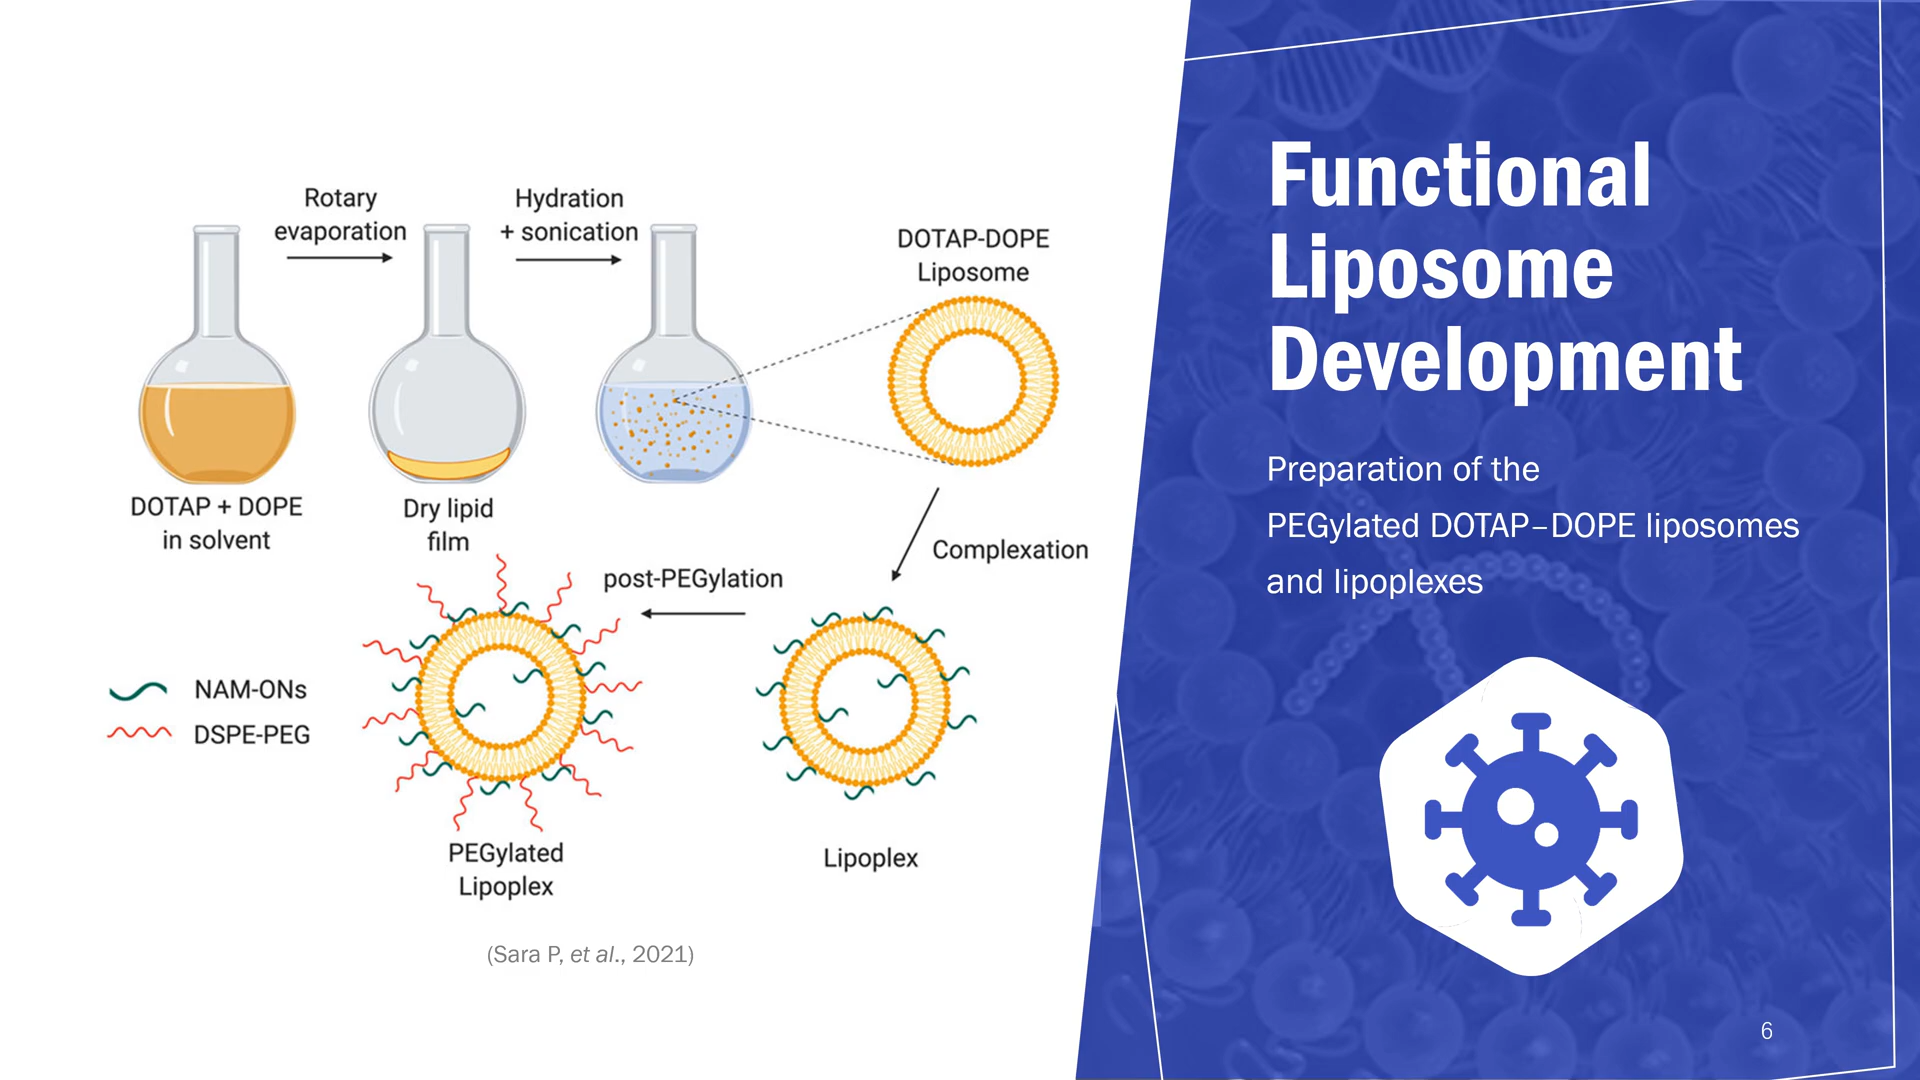 Rotary
evaporation
Hydration
+ sonication
DOTAP-DOPE
Liposome
DOTAP + DOPE
in solvent
Dry lipid
film
Complexation
post-PEGylation
NAM-ONs
DSPE-PEG
PEGylated
Lipoplex
Lipoplex
(Sara P, et al., 2021)
Functional
Liposome
Development
Preparation of the
PEGylated DOTAP–DOPE liposomes
and lipoplexes
6